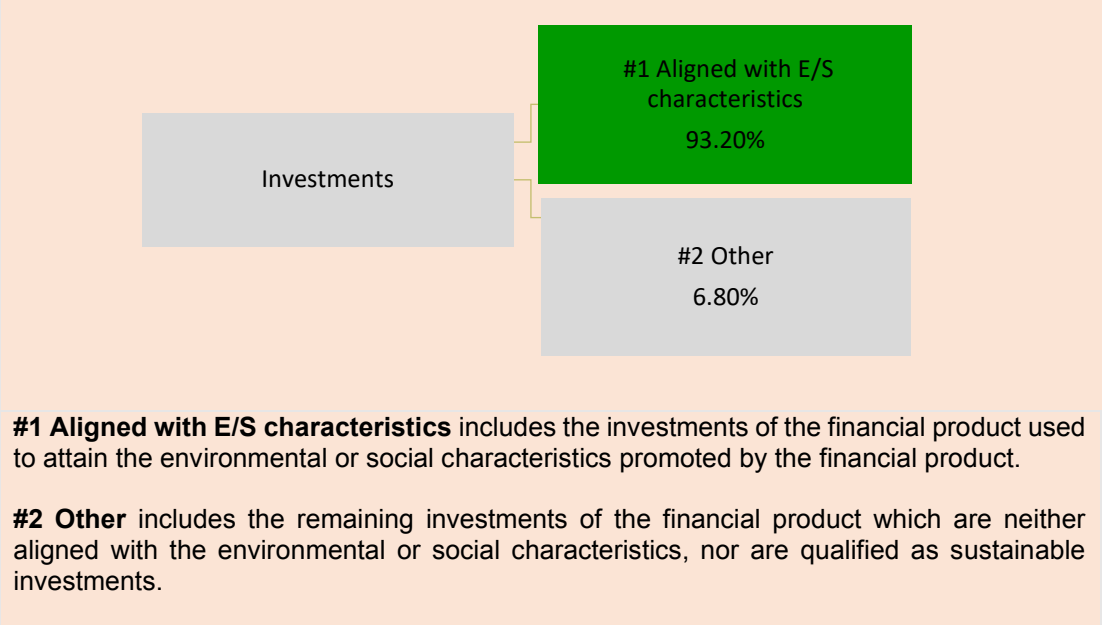 #1 Aligned with E/S
characteristics
93.20%
Investments
#2 Other
6.80%
#1 Aligned with E/S characteristics includes the investments of the financial product used
to attain the environmental or social characteristics promoted by the financial product.
#2 Other includes the remaining investments of the financial product which are neither
aligned with the environmental or social characteristics, nor are qualified as sustainable
investments.